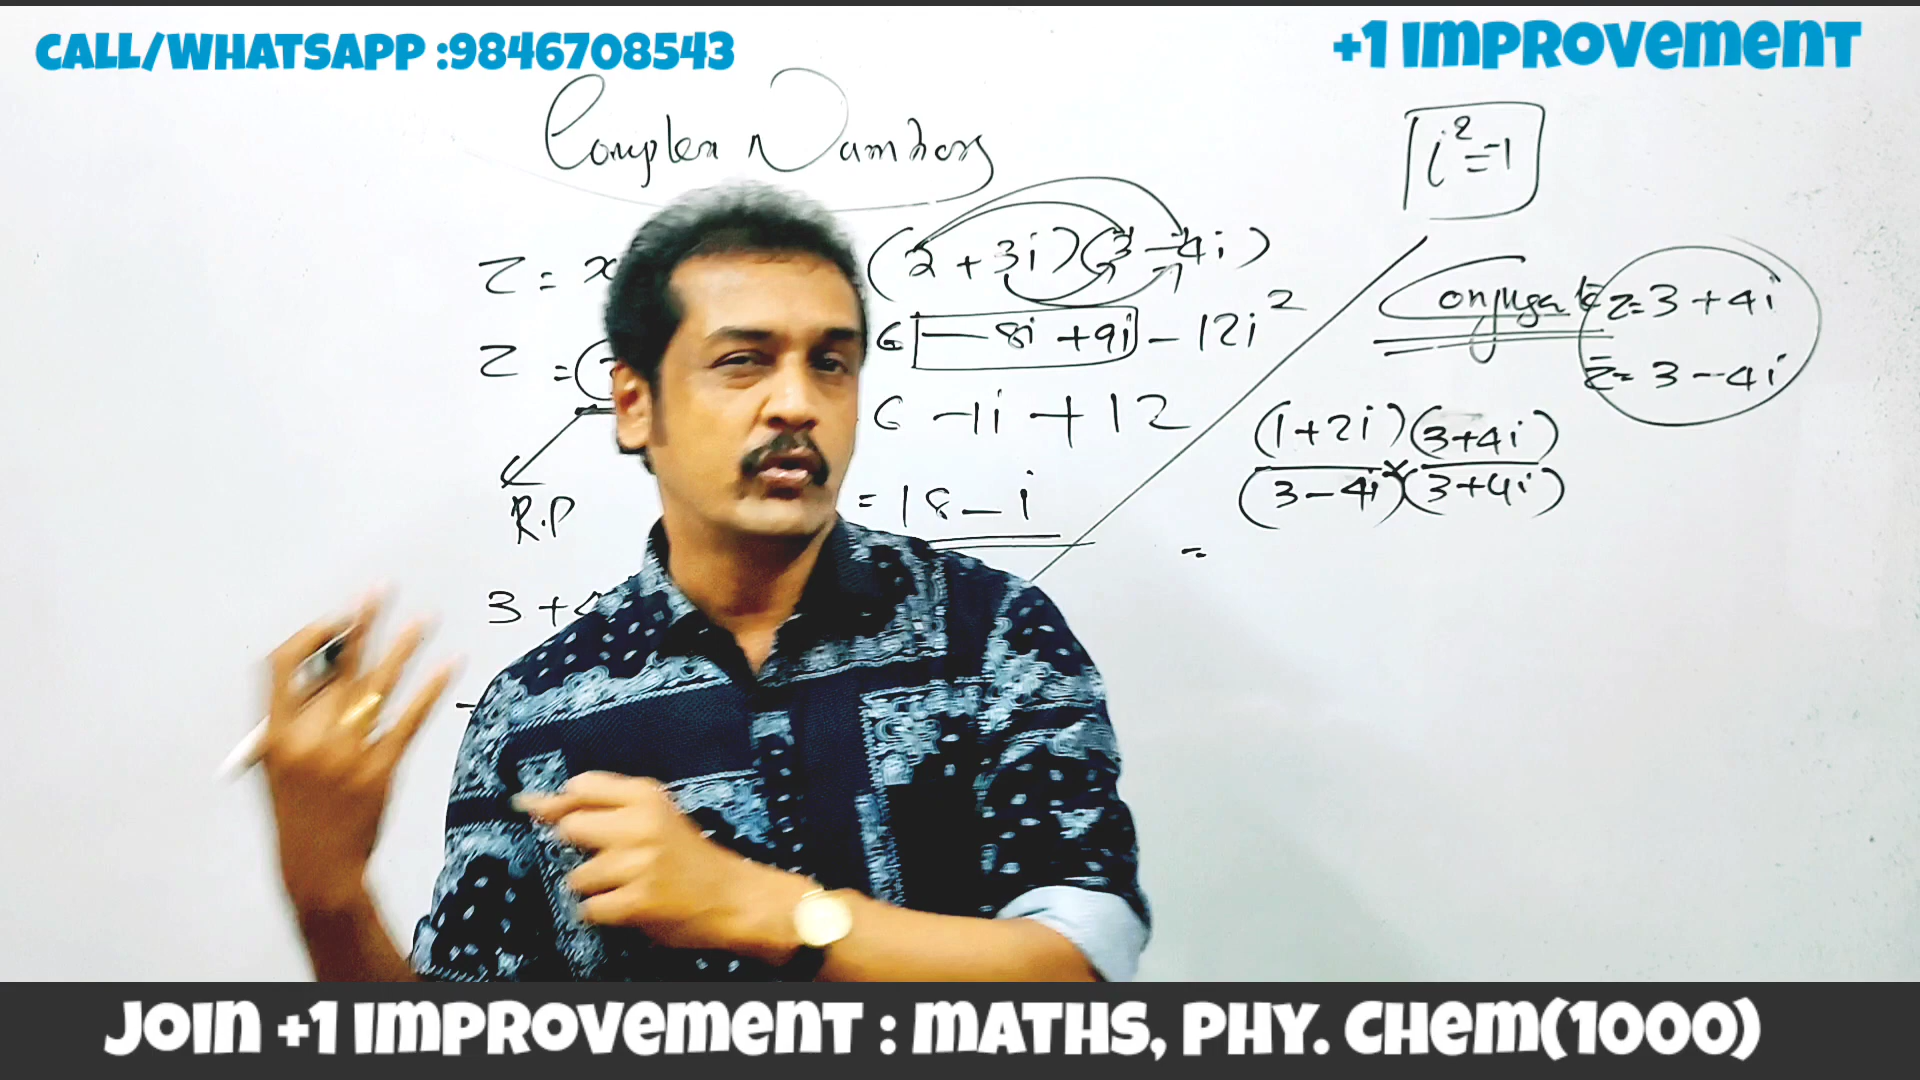 CALL/WHATSAPP :9846708543
+1 IMPROVEMENT
Complex Numbers
i² = -1
z = x
(2 + 3i)(3 - 4i)
Conjugate
z = 3 + 4i
z̄ = 3 - 4i
z =
6 - 8i + 9i - 12i²
6 - 1i + 12
= 18 - i
R.P
(1+2i)(3+4i)
(3-4i)×(3+4i)
=
3 +
JOIN +1 IMPROVEMENT : MATHS, PHY. CHEM(1000)